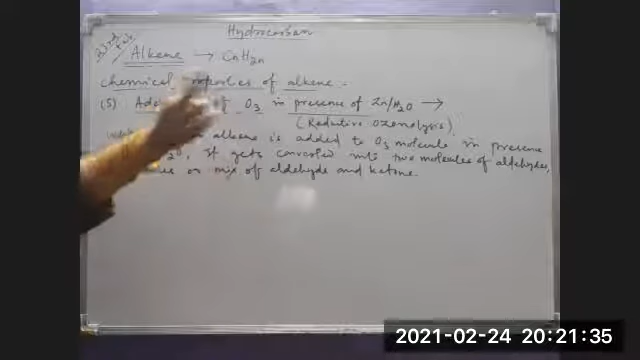 Hydrocarbon
Alkene → CnH2n
Chemical of alkene :-
(5) of O3 in presence of Zn/H2O →
(Reductive Ozonolysis)
alkene is added to O3 molecule in presence
It gets converted into two molecules of aldehydes,
or mix of aldehyde and ketone.
2021-02-24 20:21:35